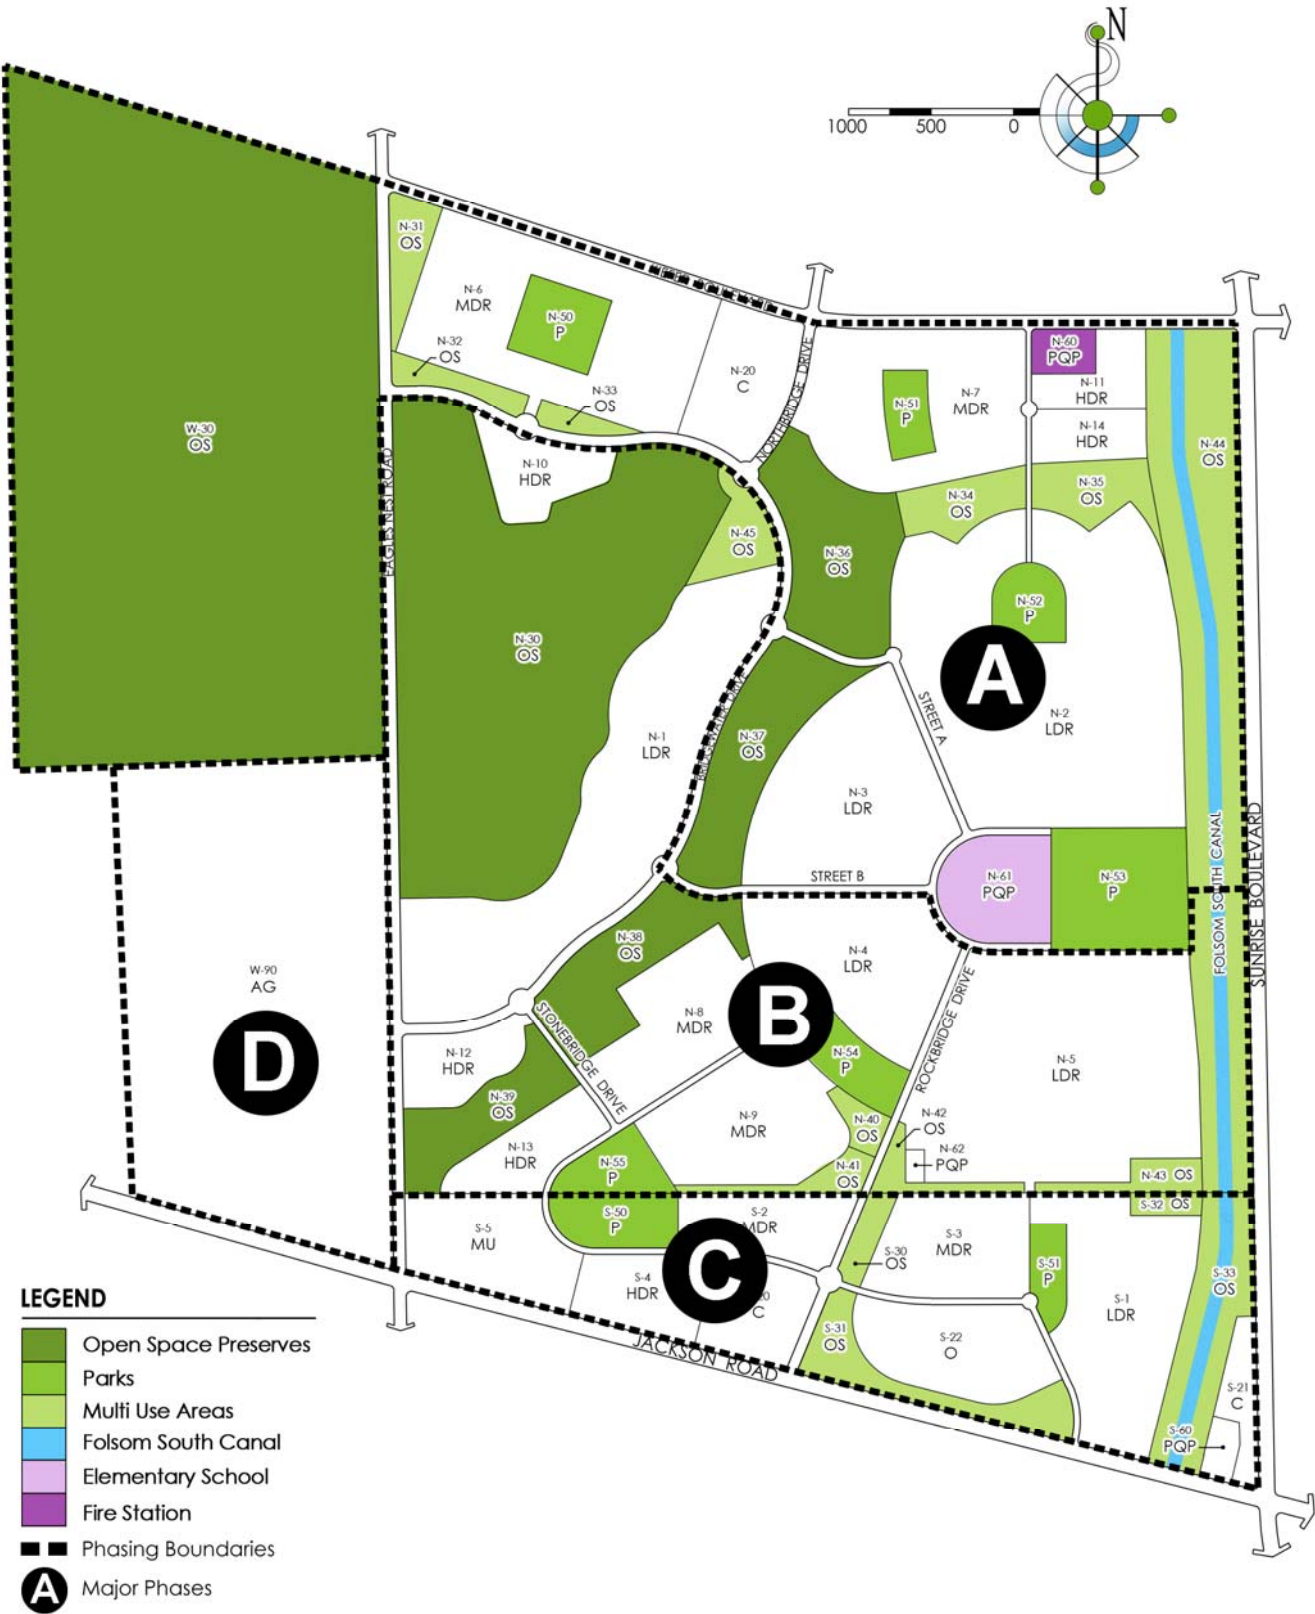 N
1000 500 0
N-31
OS
N-6
MDR
N-50
P
N-32
OS
N-33
OS
N-20
C
NORTHBRIDGE DRIVE
N-60
PQP
N-11
HDR
N-7
MDR
N-51
P
N-14
HDR
N-44
OS
W-30
OS
EAGLES NEST ROAD
N-10
HDR
N-34
OS
N-35
OS
N-45
OS
N-36
OS
N-52
P
N-30
OS
A
STREET A
N-2
LDR
N-1
LDR
BRIDGEWATER DRIVE
N-37
OS
N-3
LDR
STREET B
N-61
PQP
N-53
P
FOLSOM SOUTH CANAL
SUNRISE BOULEVARD
N-38
OS
N-4
LDR
W-90
AG
D
N-8
MDR
B
STONEBRIDGE DRIVE
ROCKBRIDGE DRIVE
N-12
HDR
N-54
P
N-5
LDR
N-39
OS
N-9
MDR
N-40
OS
N-42
OS
N-13
HDR
N-55
P
N-41
OS
N-62
PQP
N-43 OS
S-32 OS
S-5
MU
S-50
P
S-2
MDR
C
S-3
MDR
S-30
OS
S-51
P
S-4
HDR
C
S-1
LDR
S-33
OS
S-31
OS
S-22
O
JACKSON ROAD
S-21
C
S-60
PQP
LEGEND
Open Space Preserves
Parks
Multi Use Areas
Folsom South Canal
Elementary School
Fire Station
Phasing Boundaries
A Major Phases